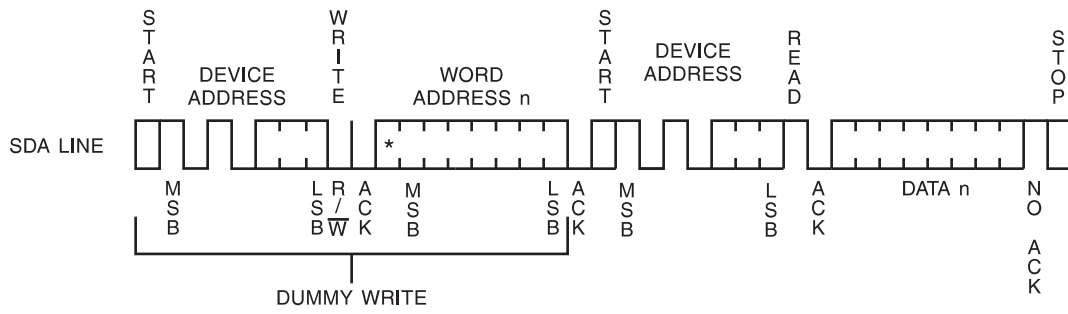 START
DEVICE
ADDRESS
WRITE
WORD
ADDRESS n
START
DEVICE
ADDRESS
READ
STOP
SDA LINE
*
MSB
LSB
R/W
ACK
MSB
LSB
ACK
MSB
LSB
ACK
DATA n
NO ACK
DUMMY WRITE